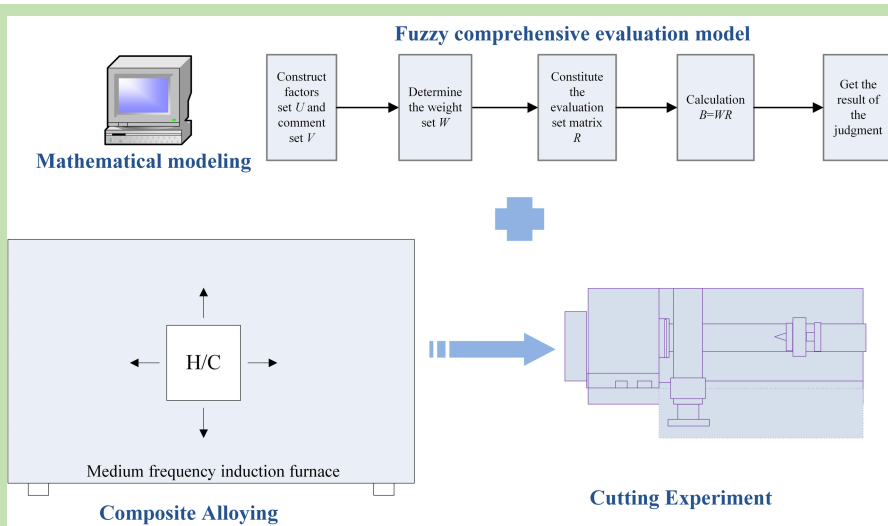 Fuzzy comprehensive evaluation model
Construct
factors
set U and
comment
set V
Determine
the weight
set W
Constitute
the
evaluation
set matrix
R
Calculation
B=WR
Get the
result of
the
judgment
Mathematical modeling
H/C
Medium frequency induction furnace
Composite Alloying
Cutting Experiment